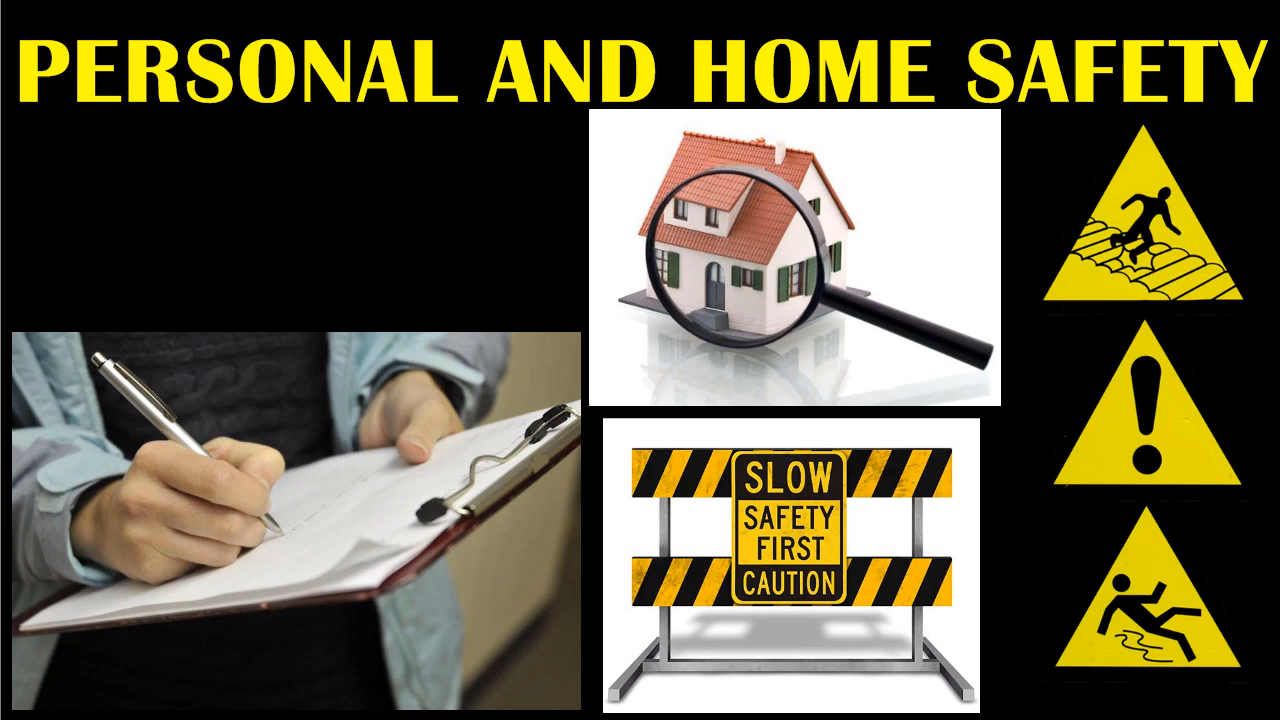 PERSONAL AND HOME SAFETY
SLOW
SAFETY
FIRST
CAUTION